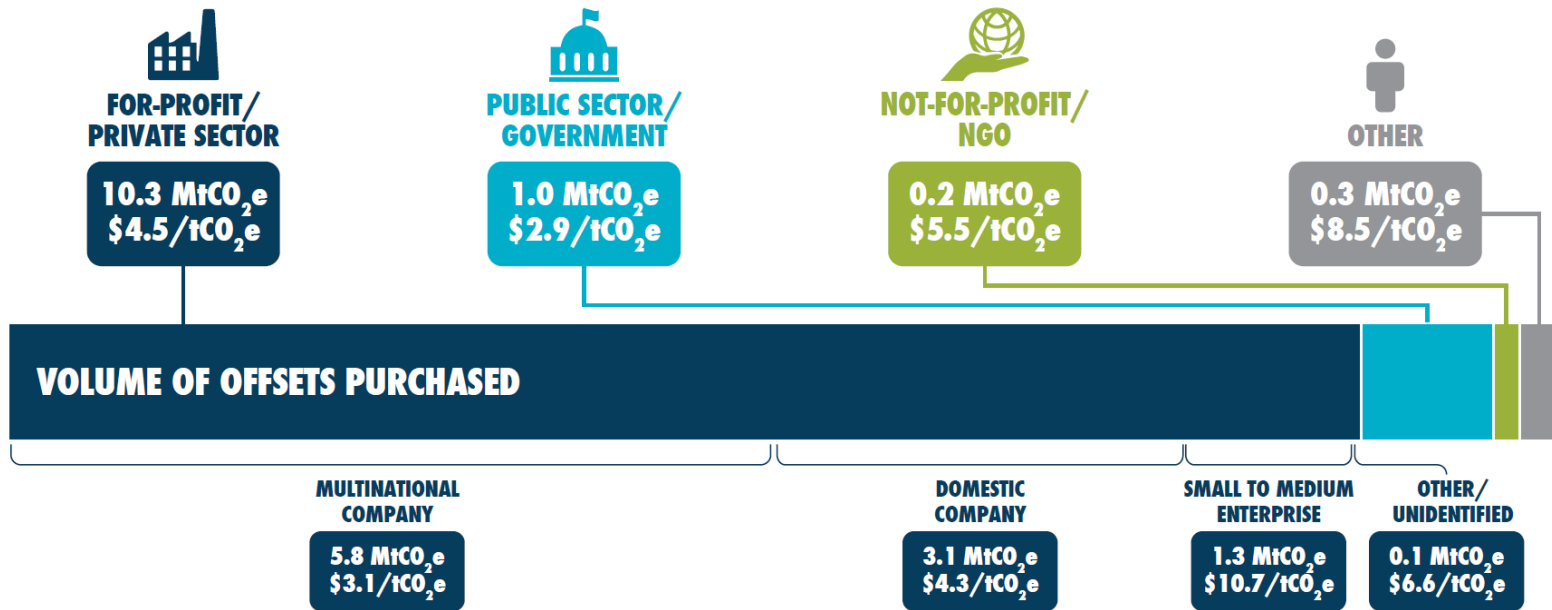 FOR-PROFIT/
PRIVATE SECTOR
10.3 MtCO₂e
$4.5/tCO₂e
PUBLIC SECTOR/
GOVERNMENT
1.0 MtCO₂e
$2.9/tCO₂e
NOT-FOR-PROFIT/
NGO
0.2 MtCO₂e
$5.5/tCO₂e
OTHER
0.3 MtCO₂e
$8.5/tCO₂e
VOLUME OF OFFSETS PURCHASED
MULTINATIONAL
COMPANY
5.8 MtCO₂e
$3.1/tCO₂e
DOMESTIC
COMPANY
3.1 MtCO₂e
$4.3/tCO₂e
SMALL TO MEDIUM
ENTERPRISE
1.3 MtCO₂e
$10.7/tCO₂e
OTHER/
UNIDENTIFIED
0.1 MtCO₂e
$6.6/tCO₂e